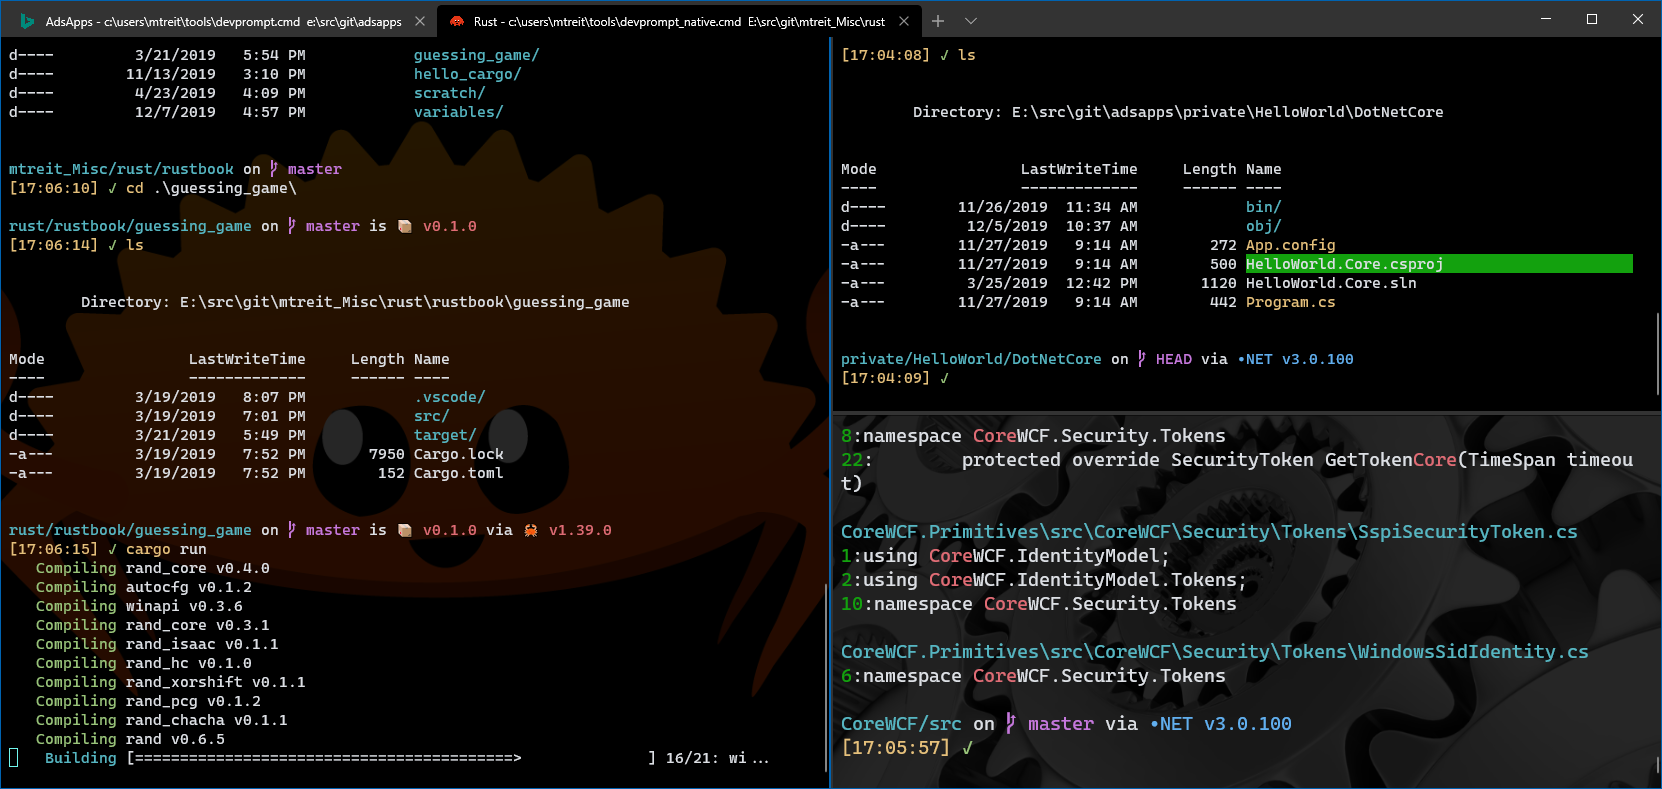 AdsApps - c:\users\mtreit\tools\devprompt.cmd  e:\src\git\adsapps
Rust - c:\users\mtreit\tools\devprompt_native.cmd  E:\src\git\mtreit_Misc\rust
d----         3/21/2019   5:54 PM            guessing_game/
d----        11/13/2019   3:10 PM            hello_cargo/
d----         4/23/2019   4:09 PM            scratch/
d----         12/7/2019   4:57 PM            variables/
mtreit_Misc/rust/rustbook on master
[17:06:10] √ cd .\guessing_game\
rust/rustbook/guessing_game on master is 📦 v0.1.0
[17:06:14] √ ls
Directory: E:\src\git\mtreit_Misc\rust\rustbook\guessing_game
Mode                LastWriteTime     Length Name
----                -------------     ------ ----
d----         3/19/2019   8:07 PM            .vscode/
d----         3/19/2019   7:01 PM            src/
d----         3/21/2019   5:49 PM            target/
-a---         3/19/2019   7:52 PM       7950 Cargo.lock
-a---         3/19/2019   7:52 PM        152 Cargo.toml
rust/rustbook/guessing_game on master is 📦 v0.1.0 via 🦀 v1.39.0
[17:06:15] √ cargo run
Compiling rand_core v0.4.0
Compiling autocfg v0.1.2
Compiling winapi v0.3.6
Compiling rand_core v0.3.1
Compiling rand_isaac v0.1.1
Compiling rand_hc v0.1.0
Compiling rand_xorshift v0.1.1
Compiling rand_pcg v0.1.2
Compiling rand_chacha v0.1.1
Compiling rand v0.6.5
Building [==========================================>              ] 16/21: wi...
[17:04:08] √ ls
Directory: E:\src\git\adsapps\private\HelloWorld\DotNetCore
Mode                LastWriteTime     Length Name
----                -------------     ------ ----
d----        11/26/2019  11:34 AM            bin/
d----         12/5/2019  10:37 AM            obj/
-a---        11/27/2019   9:14 AM        272 App.config
-a---        11/27/2019   9:14 AM        500 HelloWorld.Core.csproj
-a---         3/25/2019  12:42 PM       1120 HelloWorld.Core.sln
-a---        11/27/2019   9:14 AM        442 Program.cs
private/HelloWorld/DotNetCore on HEAD via •NET v3.0.100
[17:04:09] √
8:namespace CoreWCF.Security.Tokens
22:        protected override SecurityToken GetTokenCore(TimeSpan timeou
t)
CoreWCF.Primitives\src\CoreWCF\Security\Tokens\SspiSecurityToken.cs
1:using CoreWCF.IdentityModel;
2:using CoreWCF.IdentityModel.Tokens;
10:namespace CoreWCF.Security.Tokens
CoreWCF.Primitives\src\CoreWCF\Security\Tokens\WindowsSidIdentity.cs
6:namespace CoreWCF.Security.Tokens
CoreWCF/src on master via •NET v3.0.100
[17:05:57] √